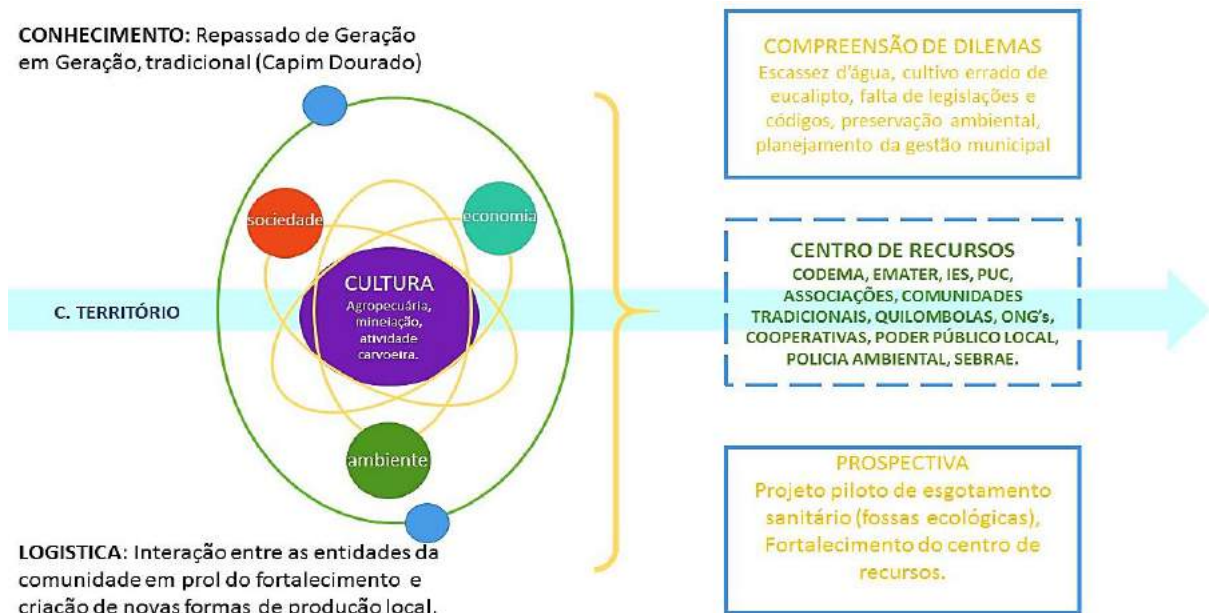 CONHECIMENTO: Repassado de Geração
em Geração, tradicional (Capim Dourado)
sociedade
economia
CULTURA
Agropecuária,
mineiação,
atividade
carvoeira.
C. TERRITÓRIO
ambiente
LOGISTICA: Interação entre as entidades da
comunidade em prol do fortalecimento e
criação de novas formas de produção local.
COMPREENSÃO DE DILEMAS
Escassez d'água, cultivo errado de
eucalipto, falta de legislações e
códigos, preservação ambiental,
planejamento da gestão municipal
CENTRO DE RECURSOS
CODEMA, EMATER, IES, PUC,
ASSOCIAÇÕES, COMUNIDADES
TRADICIONAIS, QUILOMBOLAS, ONG's,
COOPERATIVAS, PODER PÚBLICO LOCAL,
POLICIA AMBIENTAL, SEBRAE.
PROSPECTIVA
Projeto piloto de esgotamento
sanitário (fossas ecológicas),
Fortalecimento do centro de
recursos.